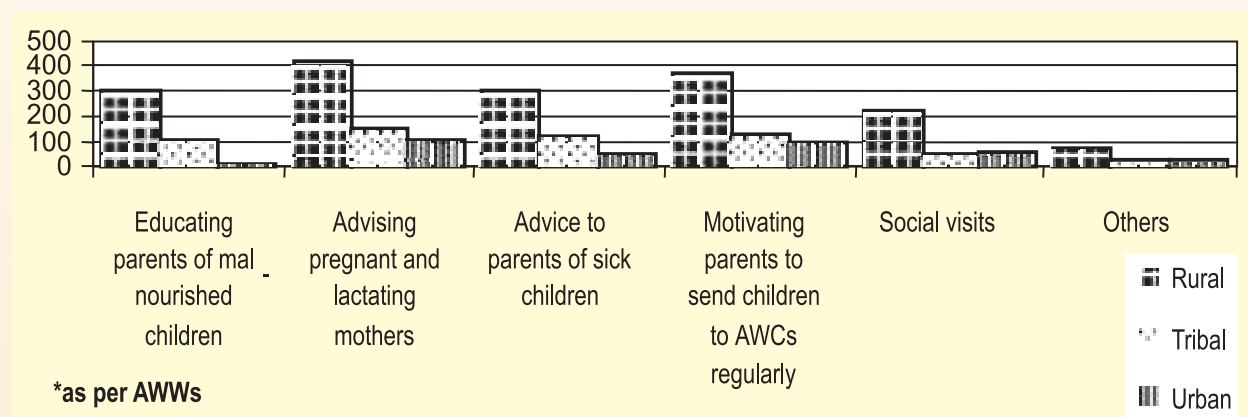 500
400
300
200
100
0
Educating
parents of mal -
nourished
children
Advising
pregnant and
lactating
mothers
Advice to
parents of sick
children
Motivating
parents to
send children
to AWCs
regularly
Social visits
Others
Rural
Tribal
Urban
*as per AWWs